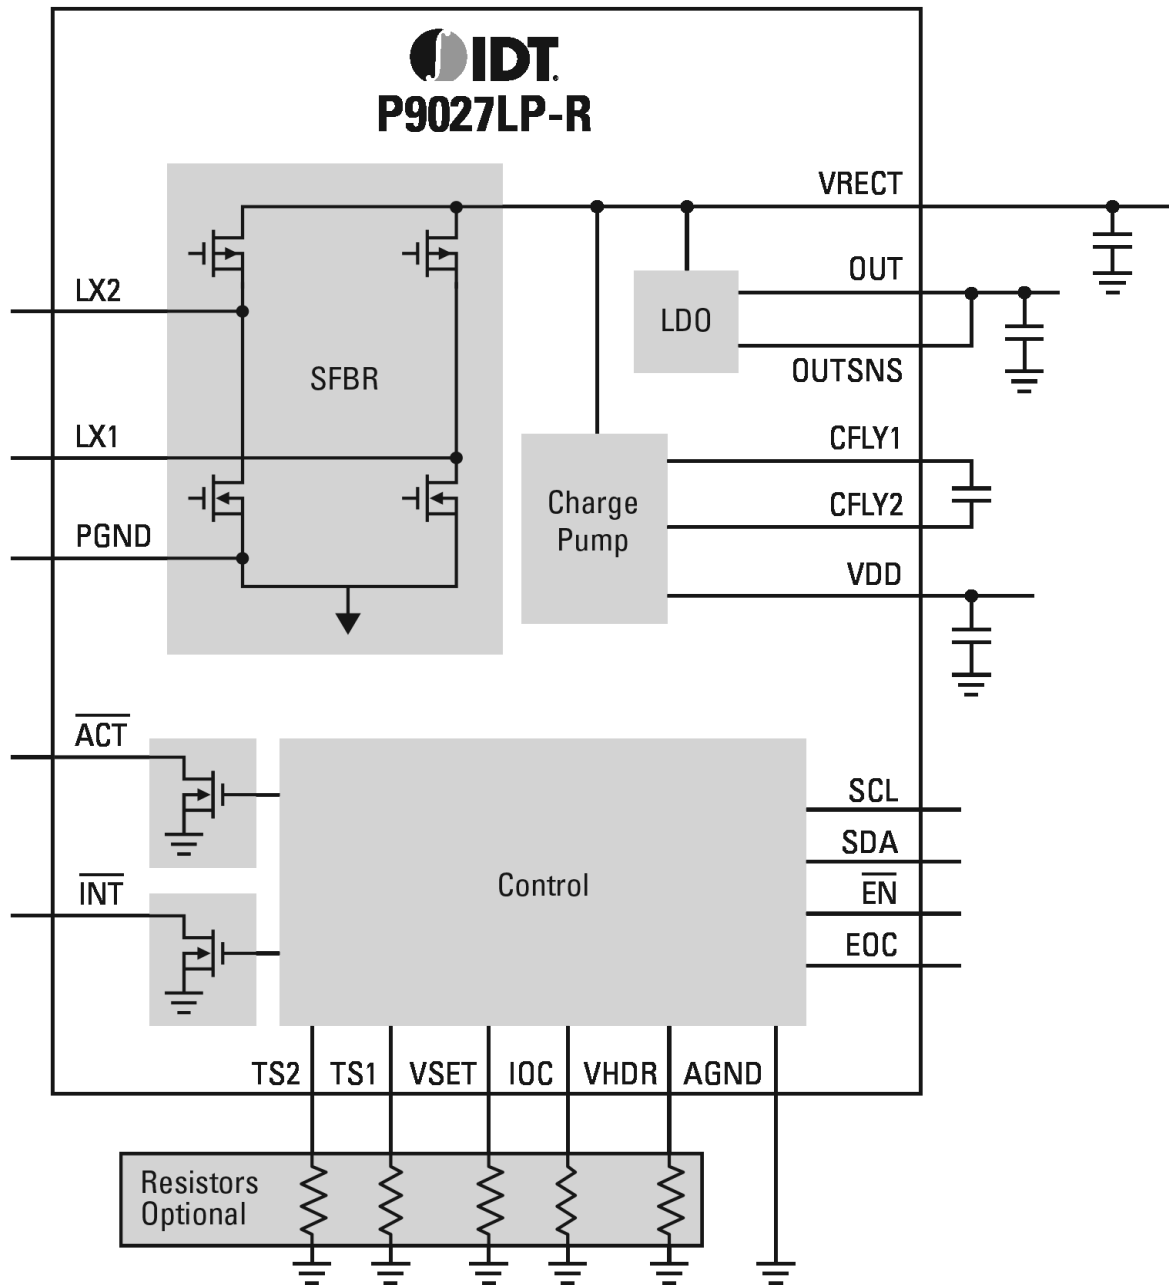 IDT.
P9027LP-R
VRECT
LX2
OUT
LDO
SFBR
OUTSNS
LX1
CFLY1
Charge
Pump
CFLY2
PGND
VDD
ACT
SCL
SDA
Control
INT
EN
EOC
TS2 TS1 VSET IOC VHDR AGND
Resistors
Optional